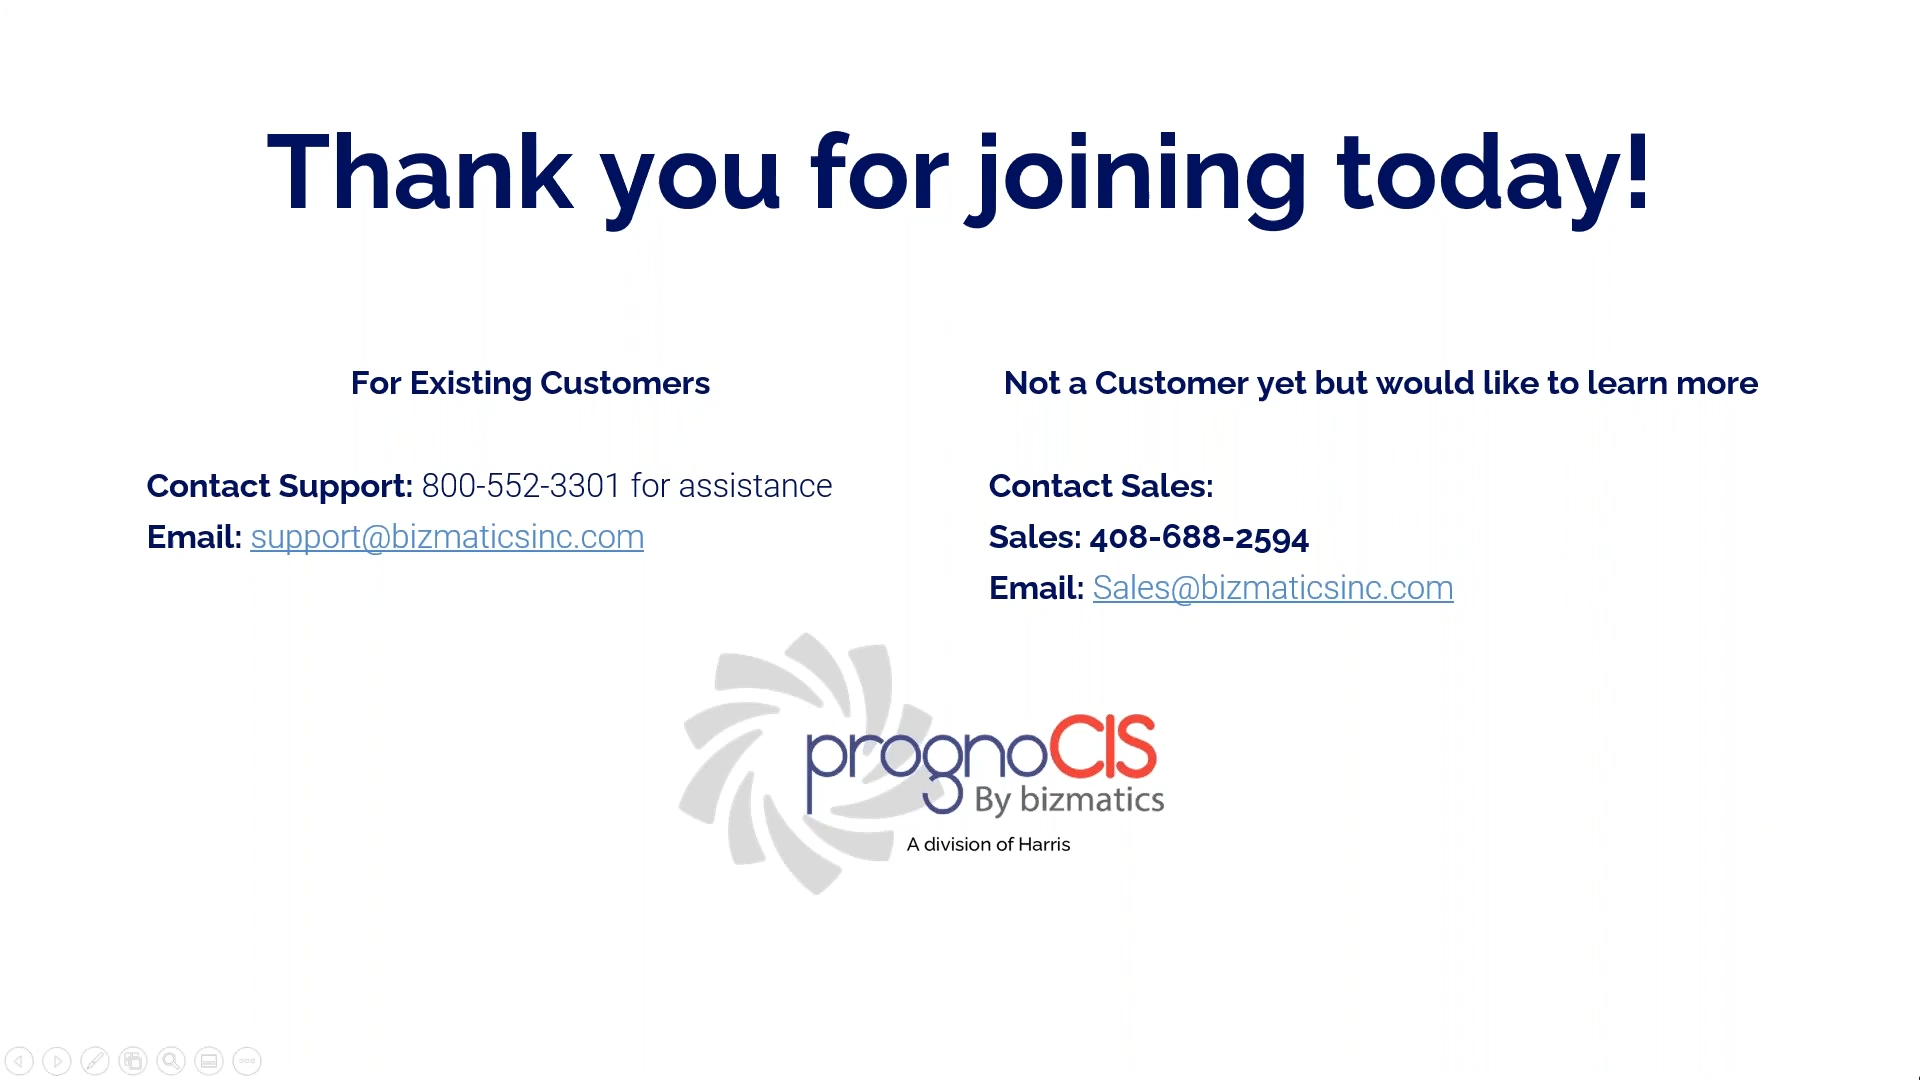 Thank you for joining today!
For Existing Customers
Contact Support: 800-552-3301 for assistance
Email: support@bizmaticsinc.com
Not a Customer yet but would like to learn more
Contact Sales:
Sales: 408-688-2594
Email: Sales@bizmaticsinc.com
prognoCIS
By bizmatics
A division of Harris